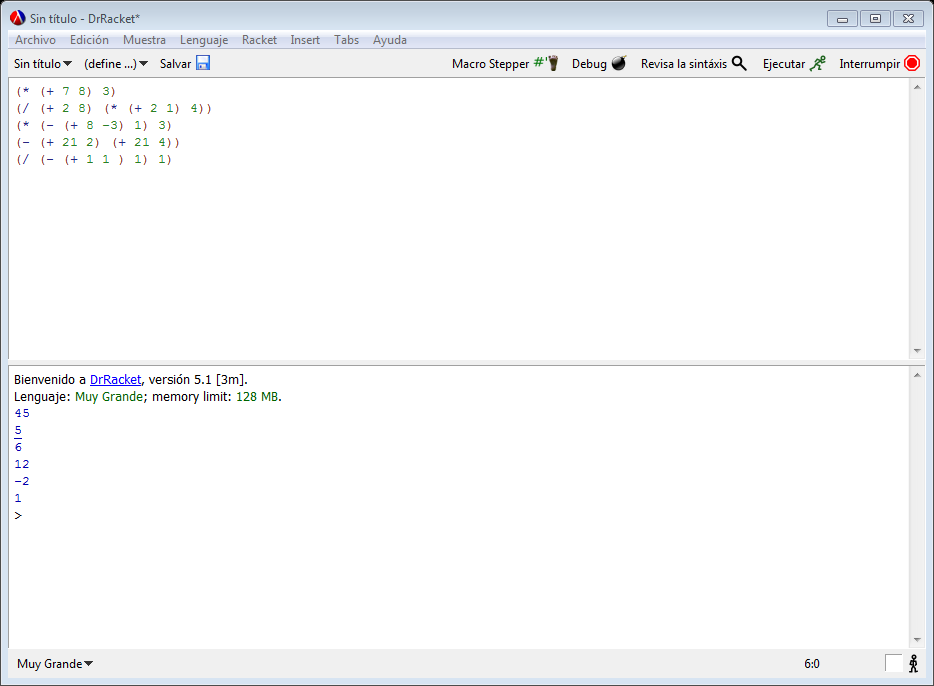 Sin título - DrRacket*
Archivo Edición Muestra Lenguaje Racket Insert Tabs Ayuda
Sin título (define ...) Salvar Macro Stepper #' Debug Revisa la sintáxis Ejecutar Interrumpir
(* (+ 7 8) 3)
(/ (+ 2 8) (* (+ 2 1) 4))
(* (- (+ 8 -3) 1) 3)
(- (+ 21 2) (+ 21 4))
(/ (- (+ 1 1 ) 1) 1)
Bienvenido a DrRacket, versión 5.1 [3m].
Lenguaje: Muy Grande; memory limit: 128 MB.
45
5
6
12
-2
1
>
Muy Grande 6:0